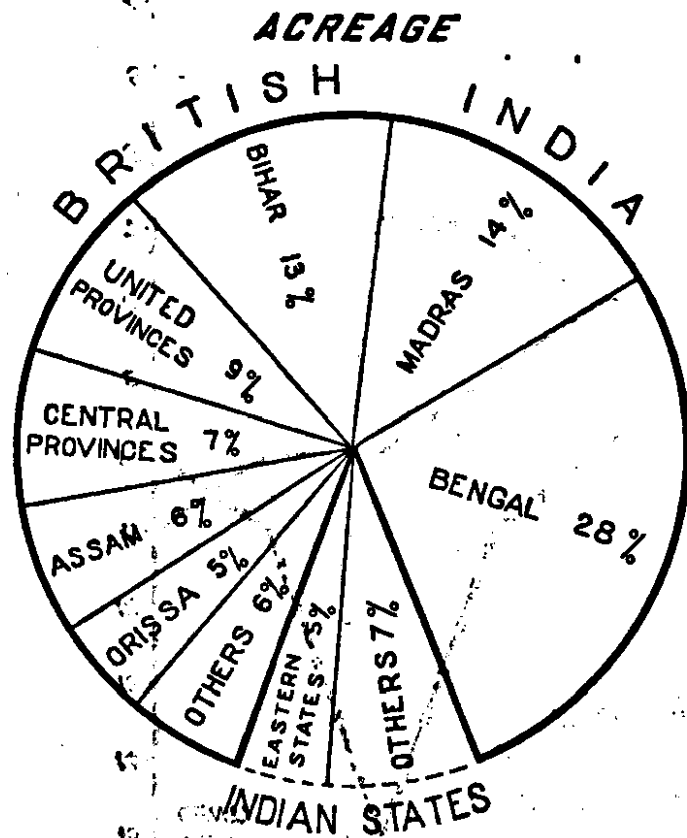 ACREAGE
BRITISH INDIA
BIHAR 13%
MADRAS 14%
UNITED
PROVINCES 9%
CENTRAL
PROVINCES 7%
BENGAL 28%
ASSAM 6%
ORISSA 5%
OTHERS 6%
EASTERN
STATES 5%
OTHERS 7%
INDIAN STATES